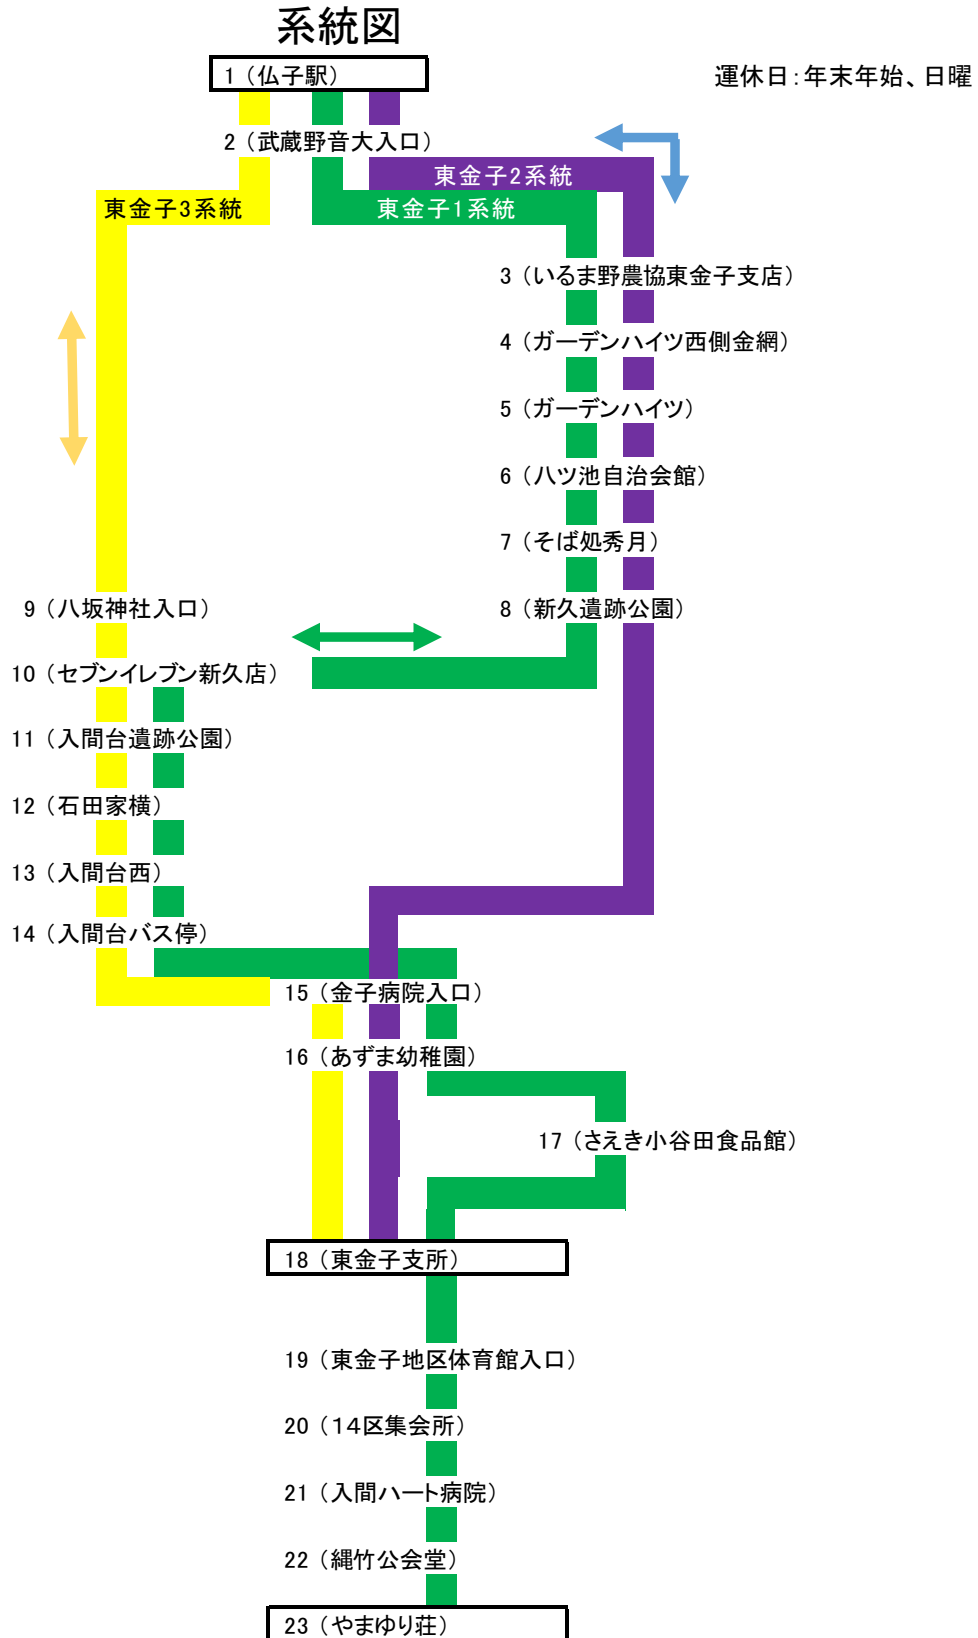 系統図
1（仏子駅）
運休日：年末年始、日曜
2（武蔵野音大入口）
東金子2系統
東金子3系統
東金子1系統
3（いるま野農協東金子支店）
4（ガーデンハイツ西側金網）
5（ガーデンハイツ）
6（八ツ池自治会館）
7（そば処秀月）
9（八坂神社入口）
8（新久遺跡公園）
10（セブンイレブン新久店）
11（入間台遺跡公園）
12（石田家横）
13（入間台西）
14（入間台バス停）
15（金子病院入口）
16（あずま幼稚園）
17（さえき小谷田食品館）
18（東金子支所）
19（東金子地区体育館入口）
20（14区集会所）
21（入間ハート病院）
22（縄竹公会堂）
23（やまゆり荘）